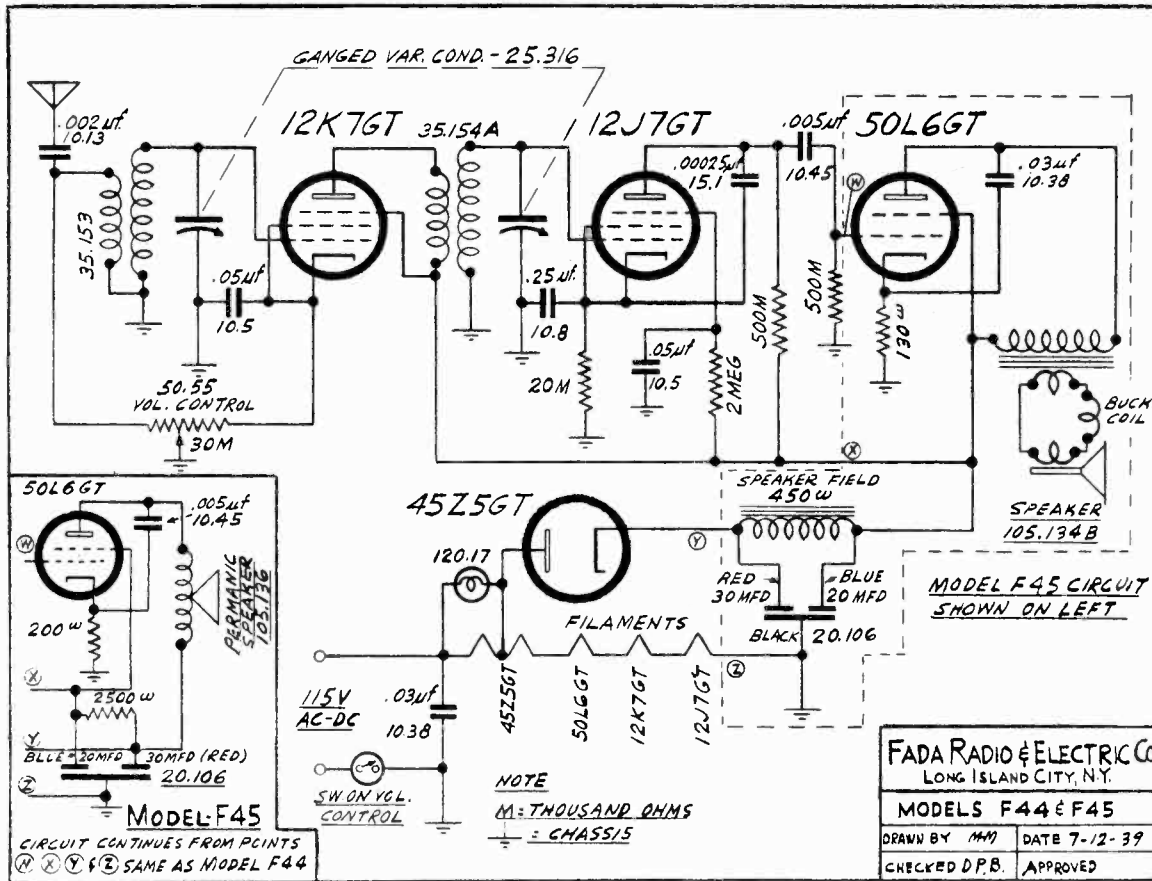 GANGED VAR. COND. - 25.316
.002µf.
10.13
12K7GT
35.154A
12J7GT
.005µf
10.45
50L6GT
.00025µf
15.1
.03µf
10.38
W
35.153
.05µf
10.5
.25µf.
10.8
500M
500M
130ω
20M
.05µf
10.5
2 MEG
50.55
VOL. CONTROL
30M
BUCK
COIL
X
SPEAKER FIELD
450ω
SPEAKER
105.134B
45Z5GT
120.17
Y
RED
30MFD
BLUE
20 MFD
BLACK
20.106
MODEL F45 CIRCUIT
SHOWN ON LEFT
FILAMENTS
Z
45Z5GT
50L6GT
12K7GT
12J7GT
115V
AC-DC
.03µf
10.38
SW ON VOL.
CONTROL
NOTE
M = THOUSAND OHMS
= CHASSIS
50L6GT
.005µf
10.45
W
PERMANIC
SPEAKER
105.136
200ω
X
2500ω
Y
BLUE = 20MFD
30MFD (RED)
20.106
Z
MODEL-F45
CIRCUIT CONTINUES FROM POINTS
W X Y & Z SAME AS MODEL F44
FADA RADIO & ELECTRIC CO
LONG ISLAND CITY, N.Y.
MODELS F44 & F45
DRAWN BY MM
DATE 7-12-39
CHECKED D.P.B.
APPROVED